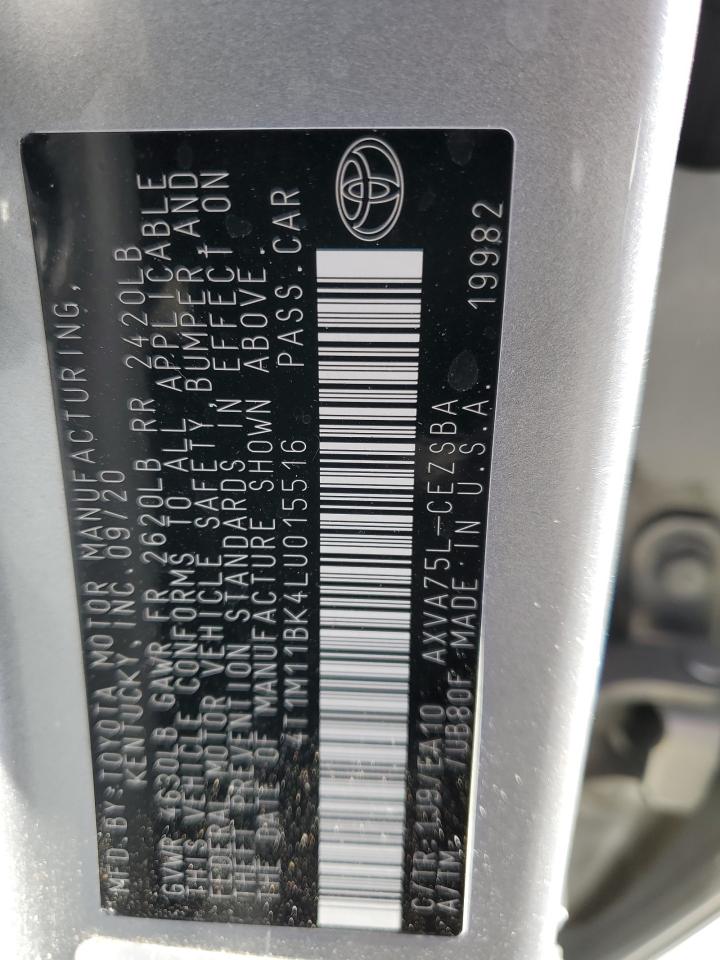 MFD. BY: TOYOTA MOTOR MANUFACTURING,
KENTUCKY, INC. 09/20
GVWR 4630LB GAWR FR 2620LB RR 2420LB
THIS VEHICLE CONFORMS TO ALL APPLICABLE
FEDERAL MOTOR VEHICLE SAFETY, BUMPER AND
THEFT PREVENTION STANDARDS IN EFFECT ON
THE DATE OF MANUFACTURE SHOWN ABOVE.
4T1M11BK4LU015516 PASS.CAR
C/TR:1J9/EA10 AXVA75L-CEZSBA
A/TM: /UB80F MADE IN U.S.A. 19982